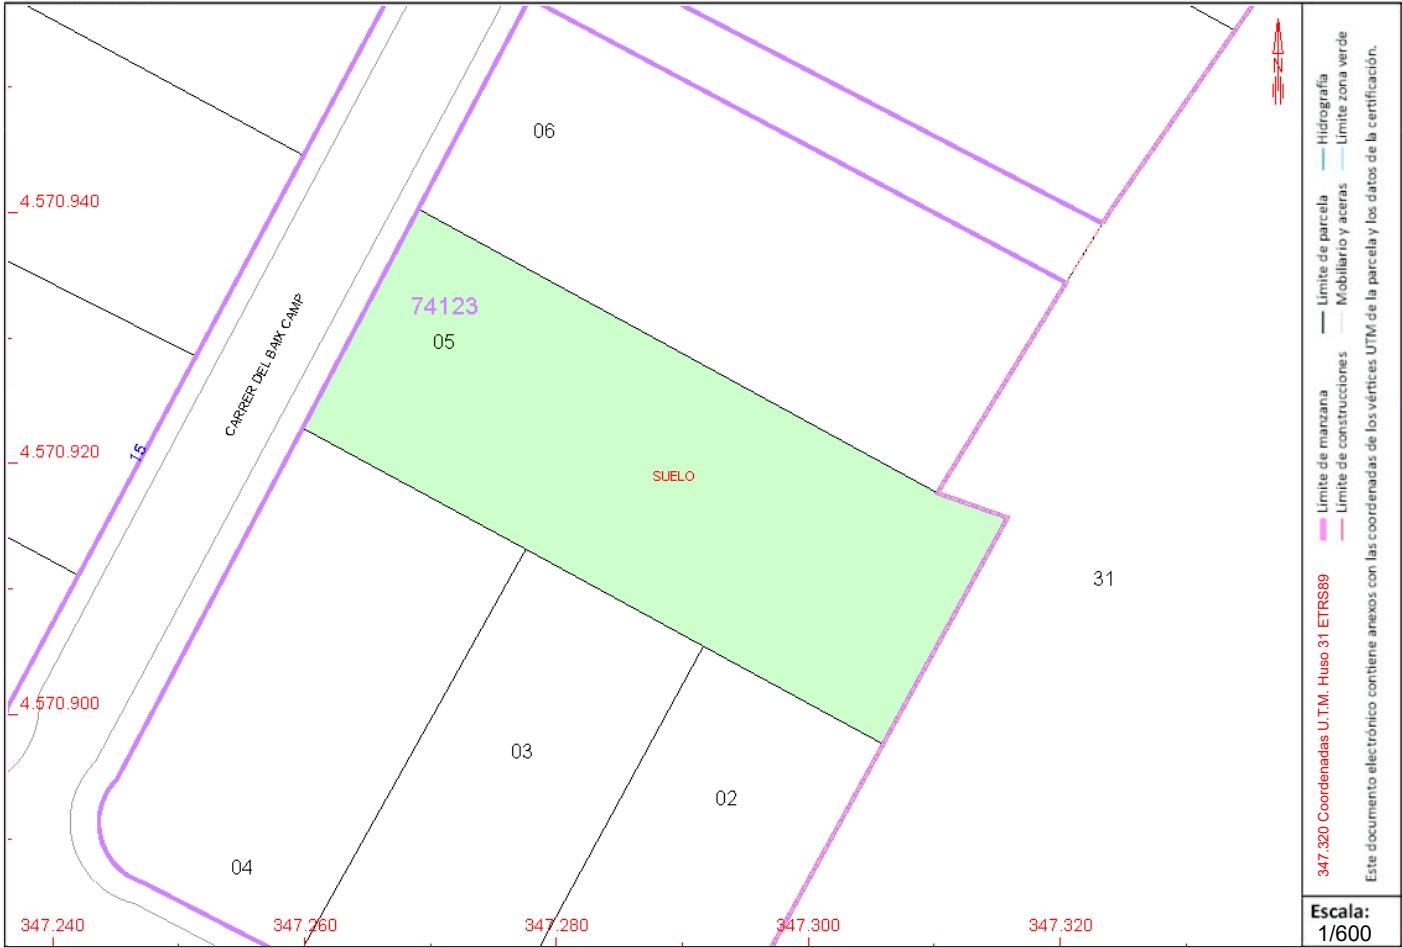 06
4.570.940
74123
05
CARRER DEL BAIX CAMP
15
4.570.920
SUELO
31
4.570.900
03
02
04
347.240
347.260
347.280
347.300
347.320
N
347.320 Coordenadas U.T.M. Huso 31 ETRS89
Limite de manzana
Limite de construcciones
Límite de parcela
Mobiliario y aceras
Hidrografía
Límite zona verde
Este documento electrónico contiene anexos con las coordenadas de los vértices UTM de la parcela y los datos de la certificación.
Escala:
1/600